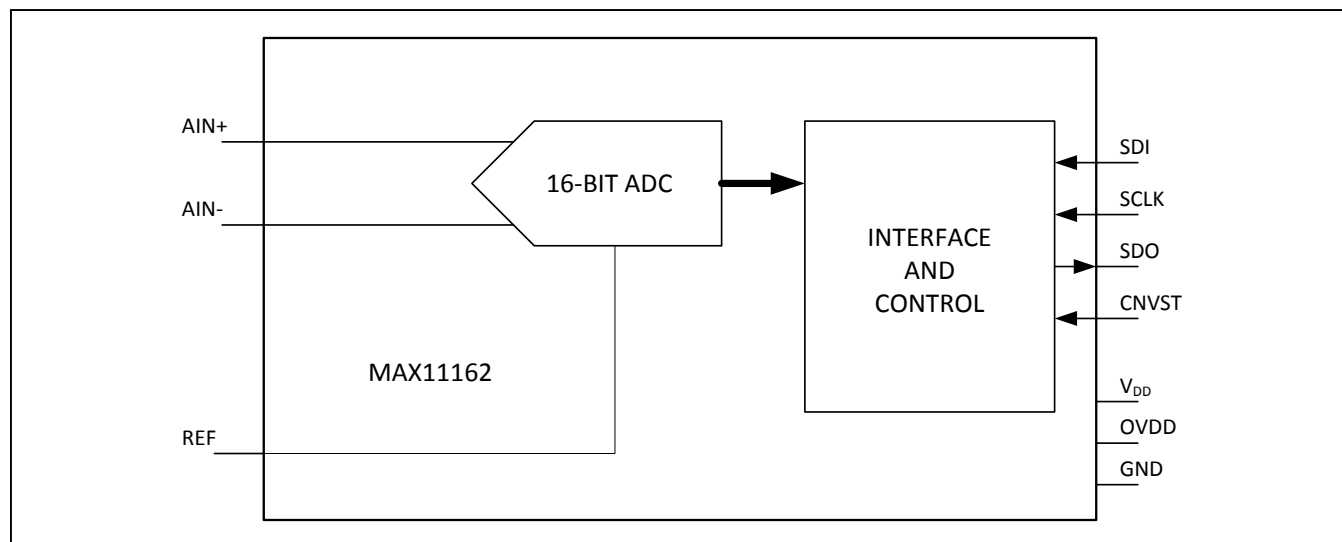 AIN+
AIN-
REF
MAX11162
16-BIT ADC
INTERFACE
AND
CONTROL
SDI
SCLK
SDO
CNVST
VDD
OVDD
GND